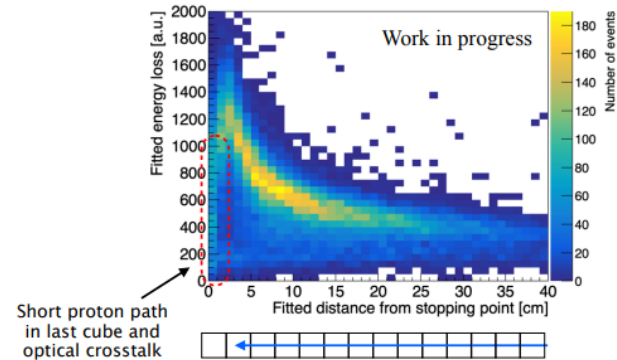 2000
1800
1600
1400
1200
1000
800
600
400
200
0
Fitted energy loss [a.u.]
Work in progress
180
160
140
120
100
80
60
40
20
0
Number of events
0 5 10 15 20 25 30 35 40
Fitted distance from stopping point [cm]
Short proton path
in last cube and
optical crosstalk